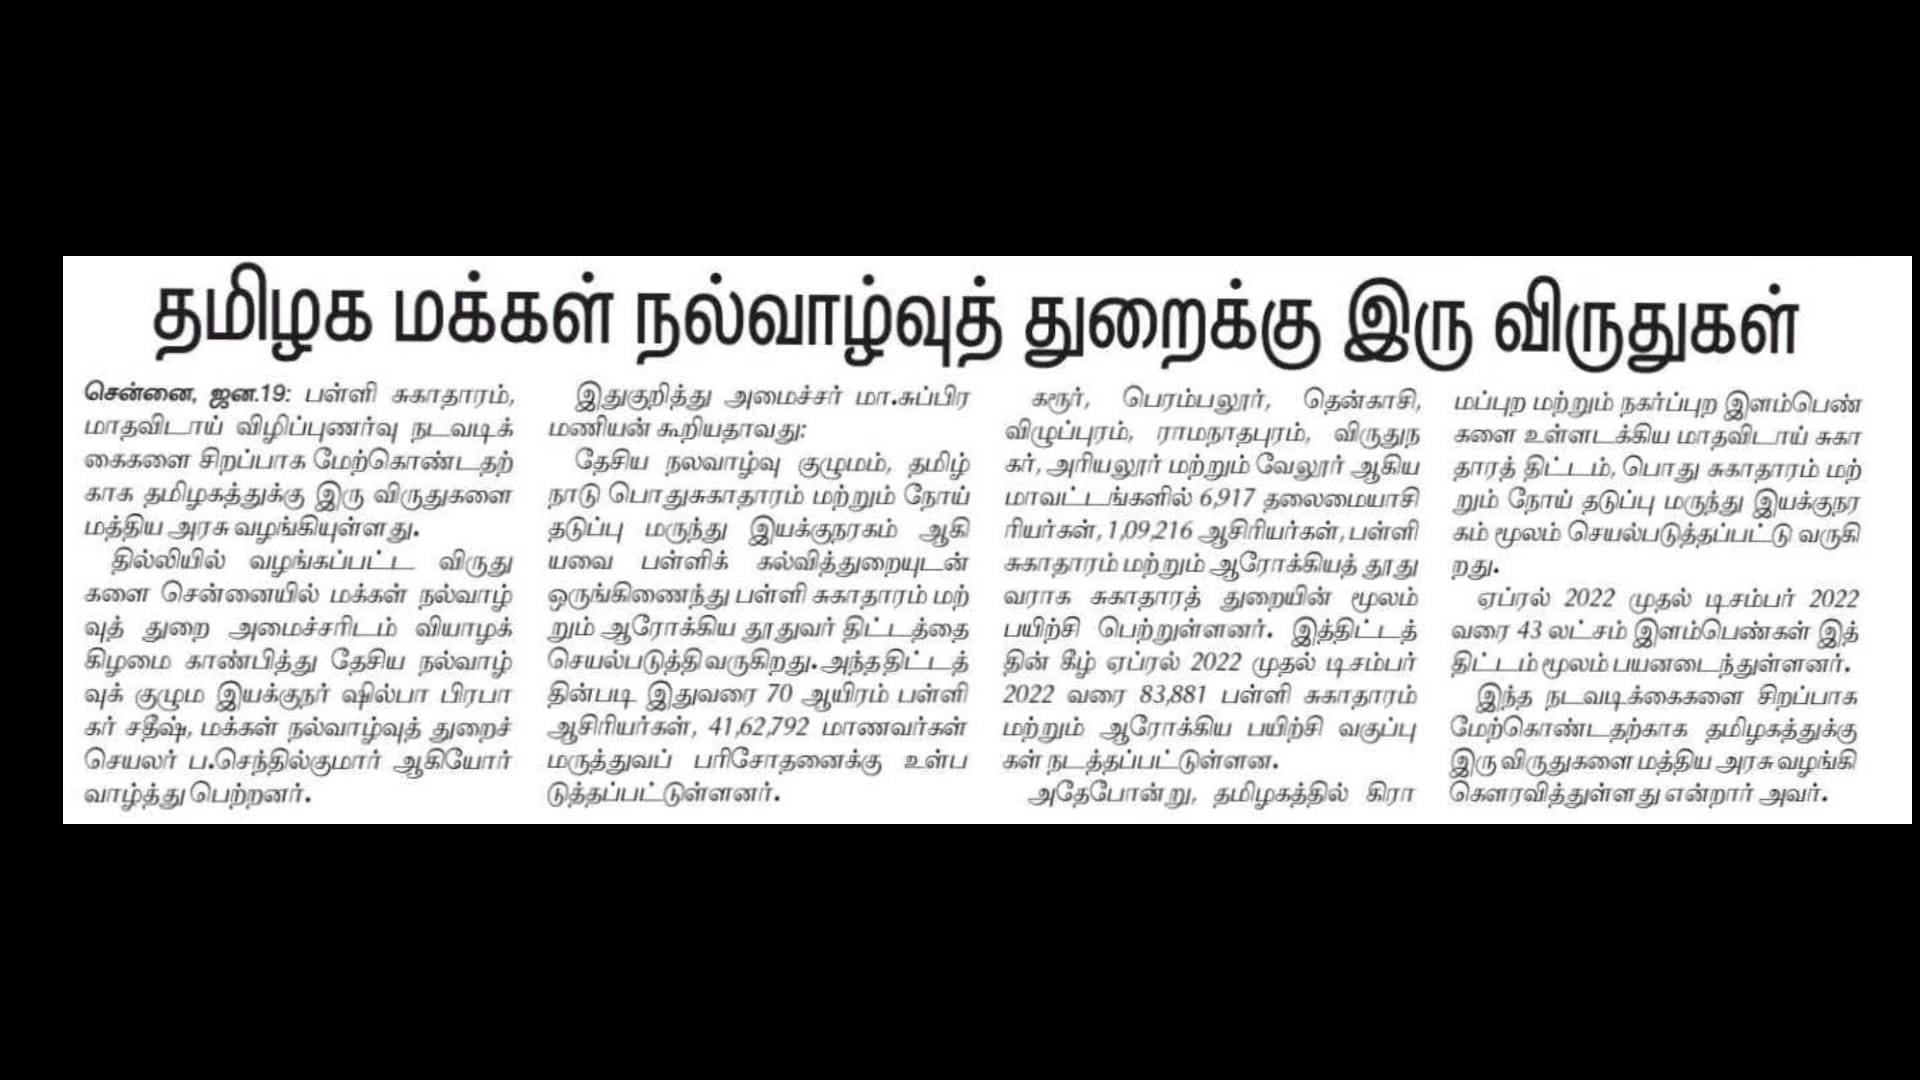 தமிழக மக்கள் நல்வாழ்வுத் துறைக்கு இரு விருதுகள்
சென்னை, ஜன.19: பள்ளி சுகாதாரம்,
மாதவிடாய் விழிப்புணர்வு நடவடிக்
கைகளை சிறப்பாக மேற்கொண்டதற்
காக தமிழகத்துக்கு இரு விருதுகளை
மத்திய அரசு வழங்கியுள்ளது.
தில்லியில் வழங்கப்பட்ட விருது
களை சென்னையில் மக்கள் நல்வாழ்
வுத் துறை அமைச்சரிடம் வியாழக்
கிழமை காண்பித்து தேசிய நல்வாழ்
வுக் குழும இயக்குநர் ஷில்பா பிரபா
கர் சதீஷ், மக்கள் நல்வாழ்வுத் துறைச்
செயலர் ப.செந்தில்குமார் ஆகியோர்
வாழ்த்து பெற்றனர்.
இதுகுறித்து அமைச்சர் மா.சுப்பிர
மணியன் கூறியதாவது:
தேசிய நலவாழ்வு குழுமம், தமிழ்
நாடு பொதுசுகாதாரம் மற்றும் நோய்
தடுப்பு மருந்து இயக்குநரகம் ஆகி
யவை பள்ளிக் கல்வித்துறையுடன்
ஒருங்கிணைந்து பள்ளி சுகாதாரம் மற்
றும் ஆரோக்கிய தூதுவர் திட்டத்தை
செயல்படுத்தி வருகிறது. அந்த திட்டத்
தின்படி இதுவரை 70 ஆயிரம் பள்ளி
ஆசிரியர்கள், 41,62,792 மாணவர்கள்
மருத்துவப் பரிசோதனைக்கு உள்ப
டுத்தப்பட்டுள்ளனர்.
கரூர், பெரம்பலூர், தென்காசி,
விழுப்புரம், ராமநாதபுரம், விருதுந
கர், அரியலூர் மற்றும் வேலூர் ஆகிய
மாவட்டங்களில் 6,917 தலைமையாசி
ரியர்கள், 1,09,216 ஆசிரியர்கள், பள்ளி
சுகாதாரம் மற்றும் ஆரோக்கியத் தூது
வராக சுகாதாரத் துறையின் மூலம்
பயிற்சி பெற்றுள்ளனர். இத்திட்டத்
தின் கீழ் ஏப்ரல் 2022 முதல் டிசம்பர்
2022 வரை 83,881 பள்ளி சுகாதாரம்
மற்றும் ஆரோக்கிய பயிற்சி வகுப்பு
கள் நடத்தப்பட்டுள்ளன.
அதேபோன்று, தமிழகத்தில் கிரா
மப்புற மற்றும் நகர்ப்புற இளம்பெண்
களை உள்ளடக்கிய மாதவிடாய் சுகா
தாரத் திட்டம், பொது சுகாதாரம் மற்
றும் நோய் தடுப்பு மருந்து இயக்குநர
கம் மூலம் செயல்படுத்தப்பட்டு வருகி
றது.
ஏப்ரல் 2022 முதல் டிசம்பர் 2022
வரை 43 லட்சம் இளம்பெண்கள் இத்
திட்டம் மூலம் பயனடைந்துள்ளனர்.
இந்த நடவடிக்கைகளை சிறப்பாக
மேற்கொண்டதற்காக தமிழகத்துக்கு
இரு விருதுகளை மத்திய அரசு வழங்கி
கௌரவித்துள்ளது என்றார் அவர்.